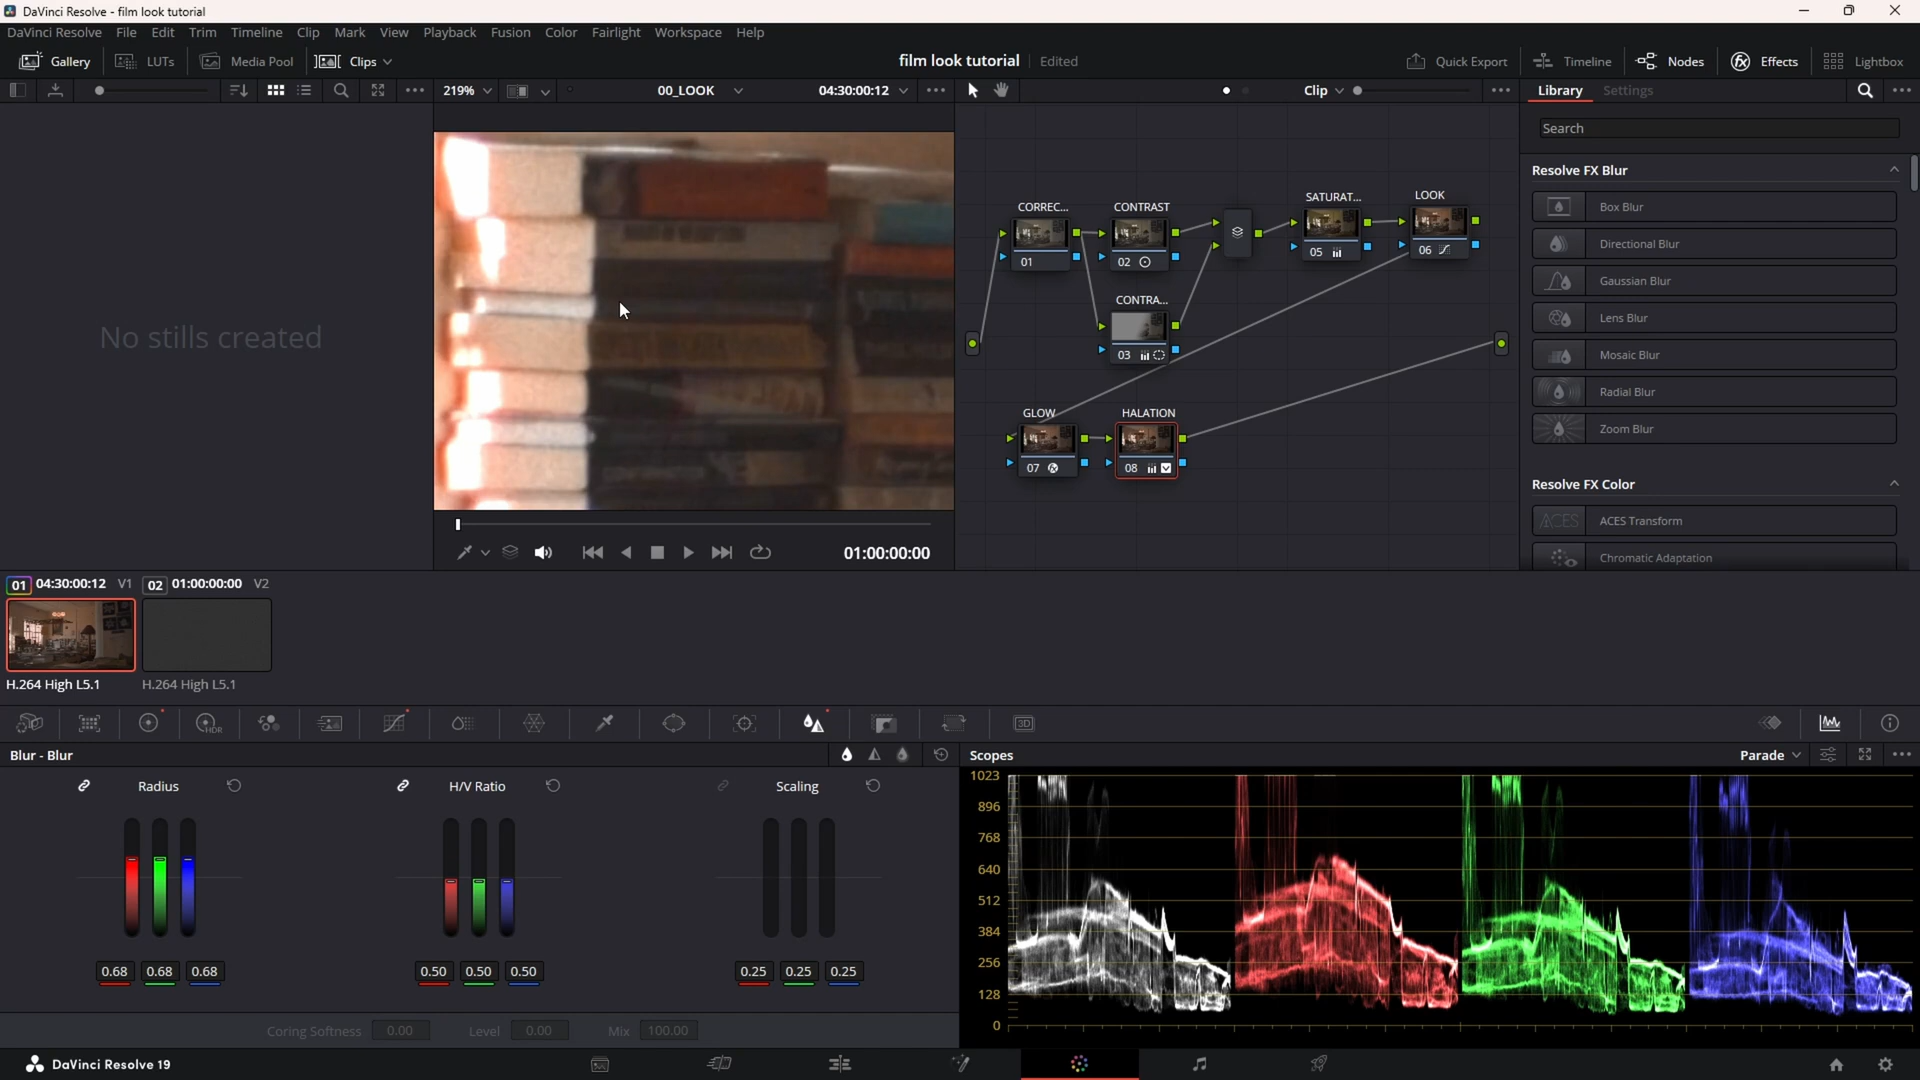 DaVinci Resolve - film look tutorial
DaVinci Resolve File Edit Trim Timeline Clip Mark View Playback Fusion Color Fairlight Workspace Help
Gallery LUTs Media Pool Clips film look tutorial Edited Quick Export Timeline Nodes Effects Lightbox
219% 00_LOOK 04:30:00:12 Clip Library Settings
Search
No stills created
CORREC... CONTRAST SATURAT... LOOK
01 02 05 06
CONTRA...
03
GLOW HALATION
07 08
Resolve FX Blur
Box Blur
Directional Blur
Gaussian Blur
Lens Blur
Mosaic Blur
Radial Blur
Zoom Blur
Resolve FX Color
ACES ACES Transform
Chromatic Adaptation
01:00:00:00
01 04:30:00:12 V1 02 01:00:00:00 V2
H.264 High L5.1 H.264 High L5.1
HDR 3D
Blur - Blur
Radius H/V Ratio Scaling
0.68 0.68 0.68 0.50 0.50 0.50 0.25 0.25 0.25
Coring Softness 0.00 Level 0.00 Mix 100.00
Scopes Parade
1023
896
768
640
512
384
256
128
0
DaVinci Resolve 19